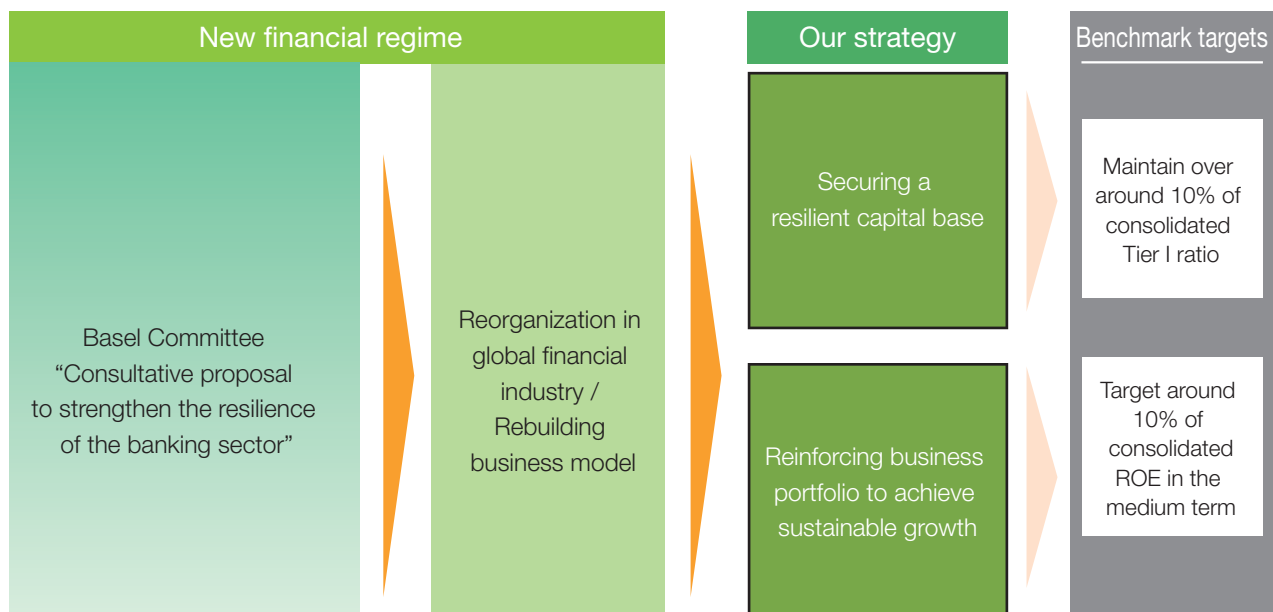 New financial regime
Our strategy
Benchmark targets
Basel Committee
“Consultative proposal
to strengthen the resilience
of the banking sector”
Reorganization in
global financial
industry /
Rebuilding
business model
Securing a
resilient capital base
Maintain over
around 10% of
consolidated
Tier I ratio
Reinforcing business
portfolio to achieve
sustainable growth
Target around
10% of
consolidated
ROE in the
medium term